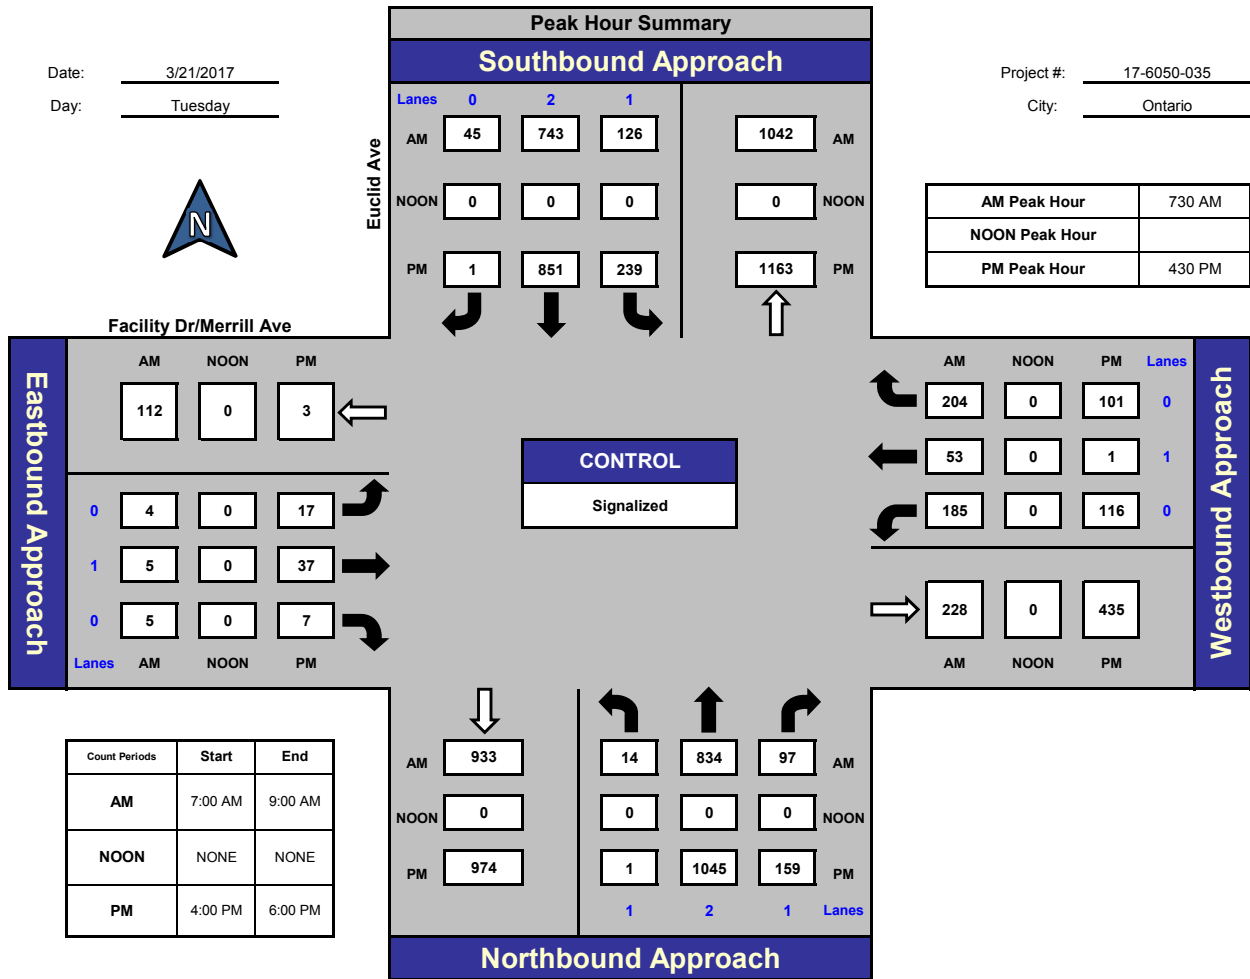 Peak Hour Summary
Southbound Approach
Date: 3/21/2017
Day: Tuesday
Project #: 17-6050-035
City: Ontario
Euclid Ave
Lanes 0 2 1
AM 45 743 126 1042 AM
NOON 0 0 0 0 NOON
PM 1 851 239 1163 PM
N
AM Peak Hour 730 AM
NOON Peak Hour
PM Peak Hour 430 PM
Facility Dr/Merrill Ave
Eastbound Approach
AM NOON PM
112 0 3
0 4 0 17
1 5 0 37
0 5 0 7
Lanes AM NOON PM
CONTROL
Signalized
AM NOON PM Lanes
204 0 101 0
53 0 1 1
185 0 116 0
228 0 435
AM NOON PM
Westbound Approach
Count Periods Start End
AM 7:00 AM 9:00 AM
NOON NONE NONE
PM 4:00 PM 6:00 PM
AM 933 14 834 97 AM
NOON 0 0 0 0 NOON
PM 974 1 1045 159 PM
1 2 1 Lanes
Northbound Approach